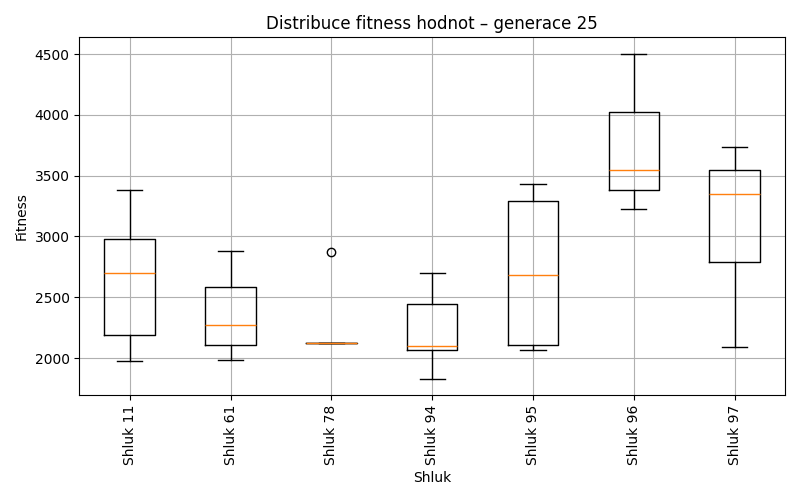 Distribuce fitness hodnot – generace 25
Fitness
4500
4000
3500
3000
2500
2000
Shluk 11
Shluk 61
Shluk 78
Shluk 94
Shluk 95
Shluk 96
Shluk 97
Shluk